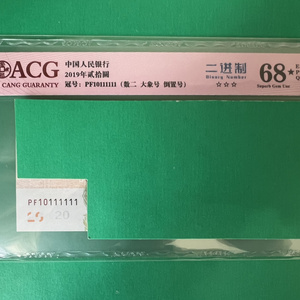 ACG
CANG GUARANTY
中国人民银行
2019年贰拾圆
冠号：PF10111111（数二 大象号 倒置号）
二进制
Binary Number
☆☆☆
68★
Superb Gem Unc
E
P
Q
PF10111111
20 20